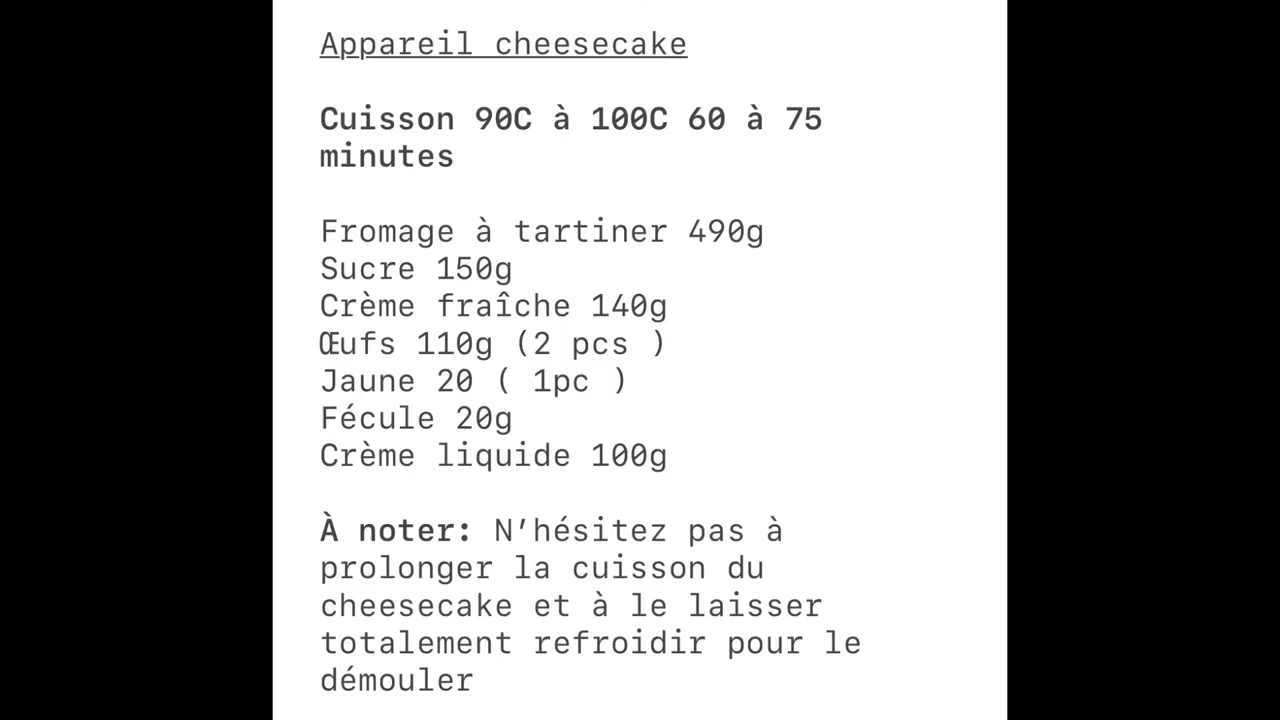 Appareil cheesecake
Cuisson 90C à 100C 60 à 75
minutes
Fromage à tartiner 490g
Sucre 150g
Crème fraîche 140g
Œufs 110g (2 pcs )
Jaune 20 ( 1pc )
Fécule 20g
Crème liquide 100g
À noter: N’hésitez pas à
prolonger la cuisson du
cheesecake et à le laisser
totalement refroidir pour le
démouler